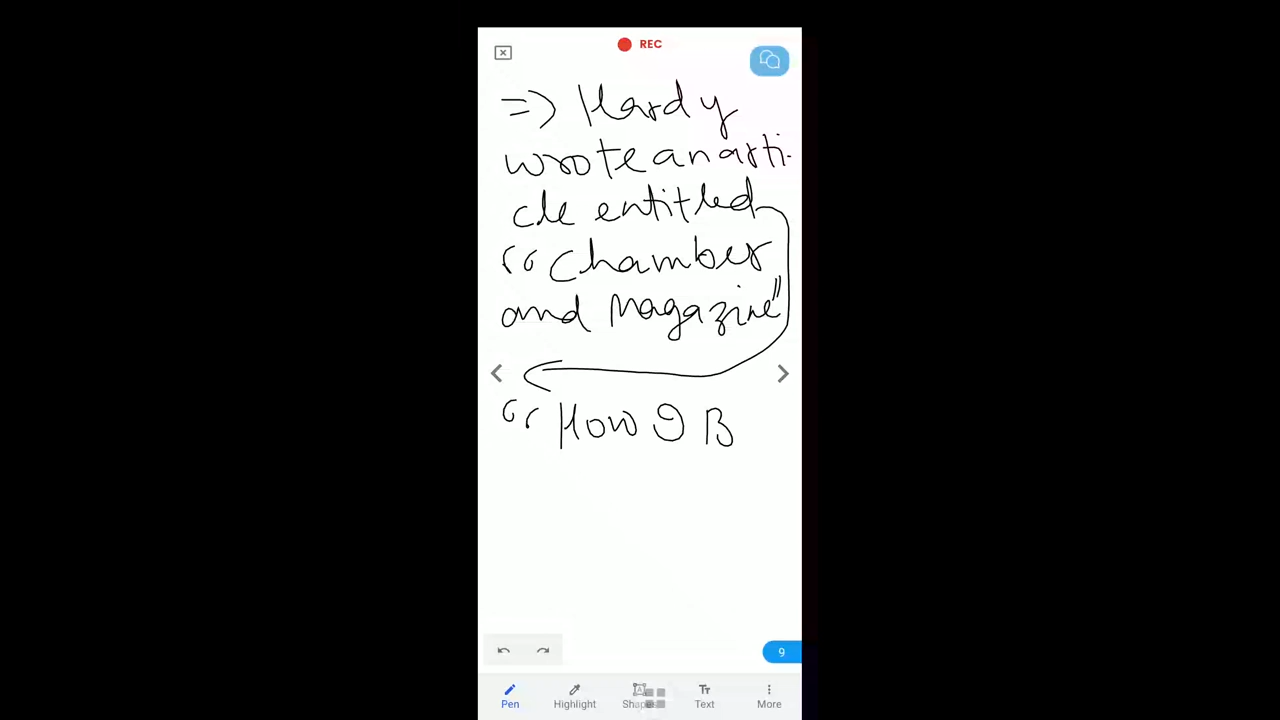 REC
=> Hardy
wrote an arti-
cle entitled
"Chamber
and Magazine"
"How I B
9
Pen Highlight Shapes Text More